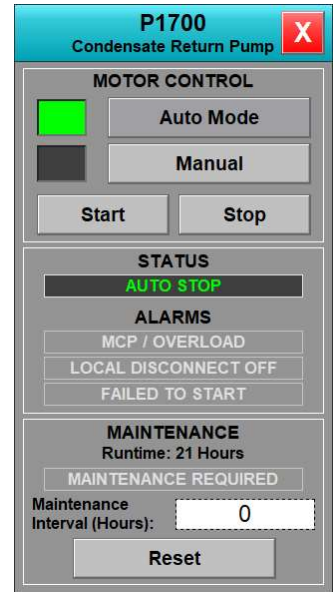 P1700
X
Condensate Return Pump
MOTOR CONTROL
Auto Mode
Manual
Start Stop
STATUS
AUTO STOP
ALARMS
MCP / OVERLOAD
LOCAL DISCONNECT OFF
FAILED TO START
MAINTENANCE
Runtime: 21 Hours
MAINTENANCE REQUIRED
Maintenance
Interval (Hours): 0
Reset